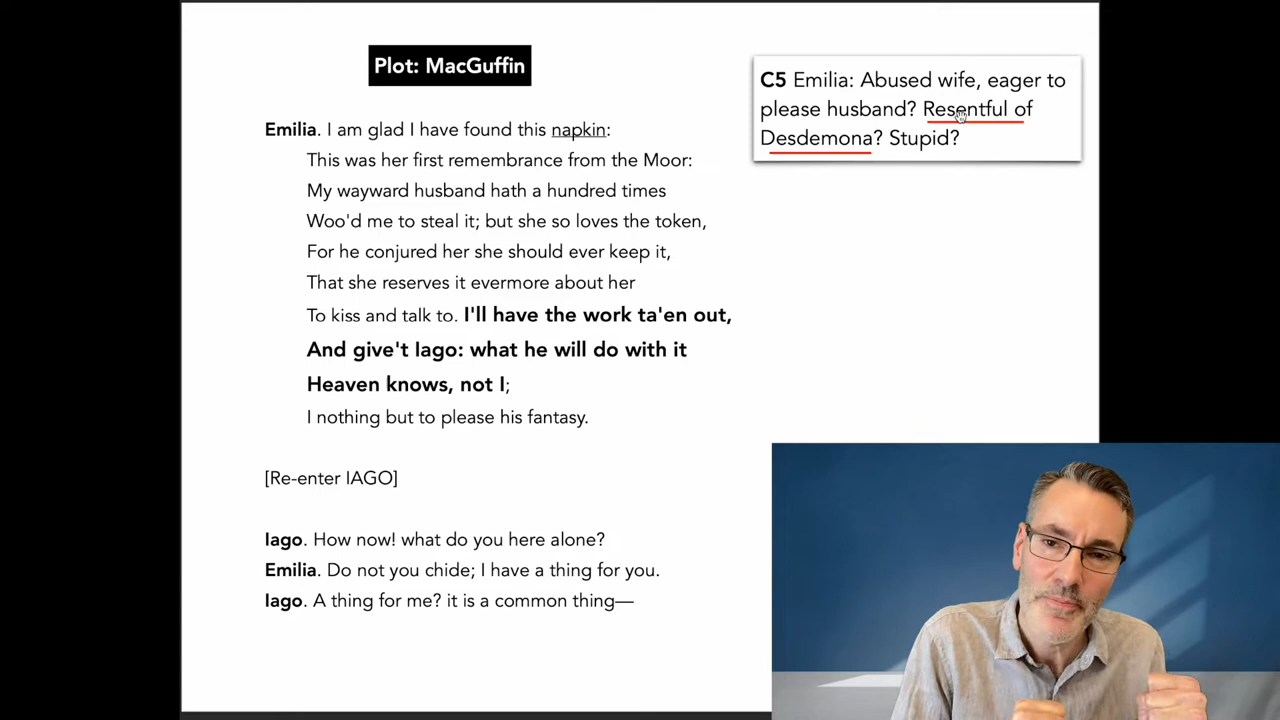 Plot: MacGuffin
C5 Emilia: Abused wife, eager to
please husband? Resentful of
Desdemona? Stupid?
Emilia. I am glad I have found this napkin:
This was her first remembrance from the Moor:
My wayward husband hath a hundred times
Woo'd me to steal it; but she so loves the token,
For he conjured her she should ever keep it,
That she reserves it evermore about her
To kiss and talk to. I'll have the work ta'en out,
And give't Iago: what he will do with it
Heaven knows, not I;
I nothing but to please his fantasy.
[Re-enter IAGO]
Iago. How now! what do you here alone?
Emilia. Do not you chide; I have a thing for you.
Iago. A thing for me? it is a common thing—